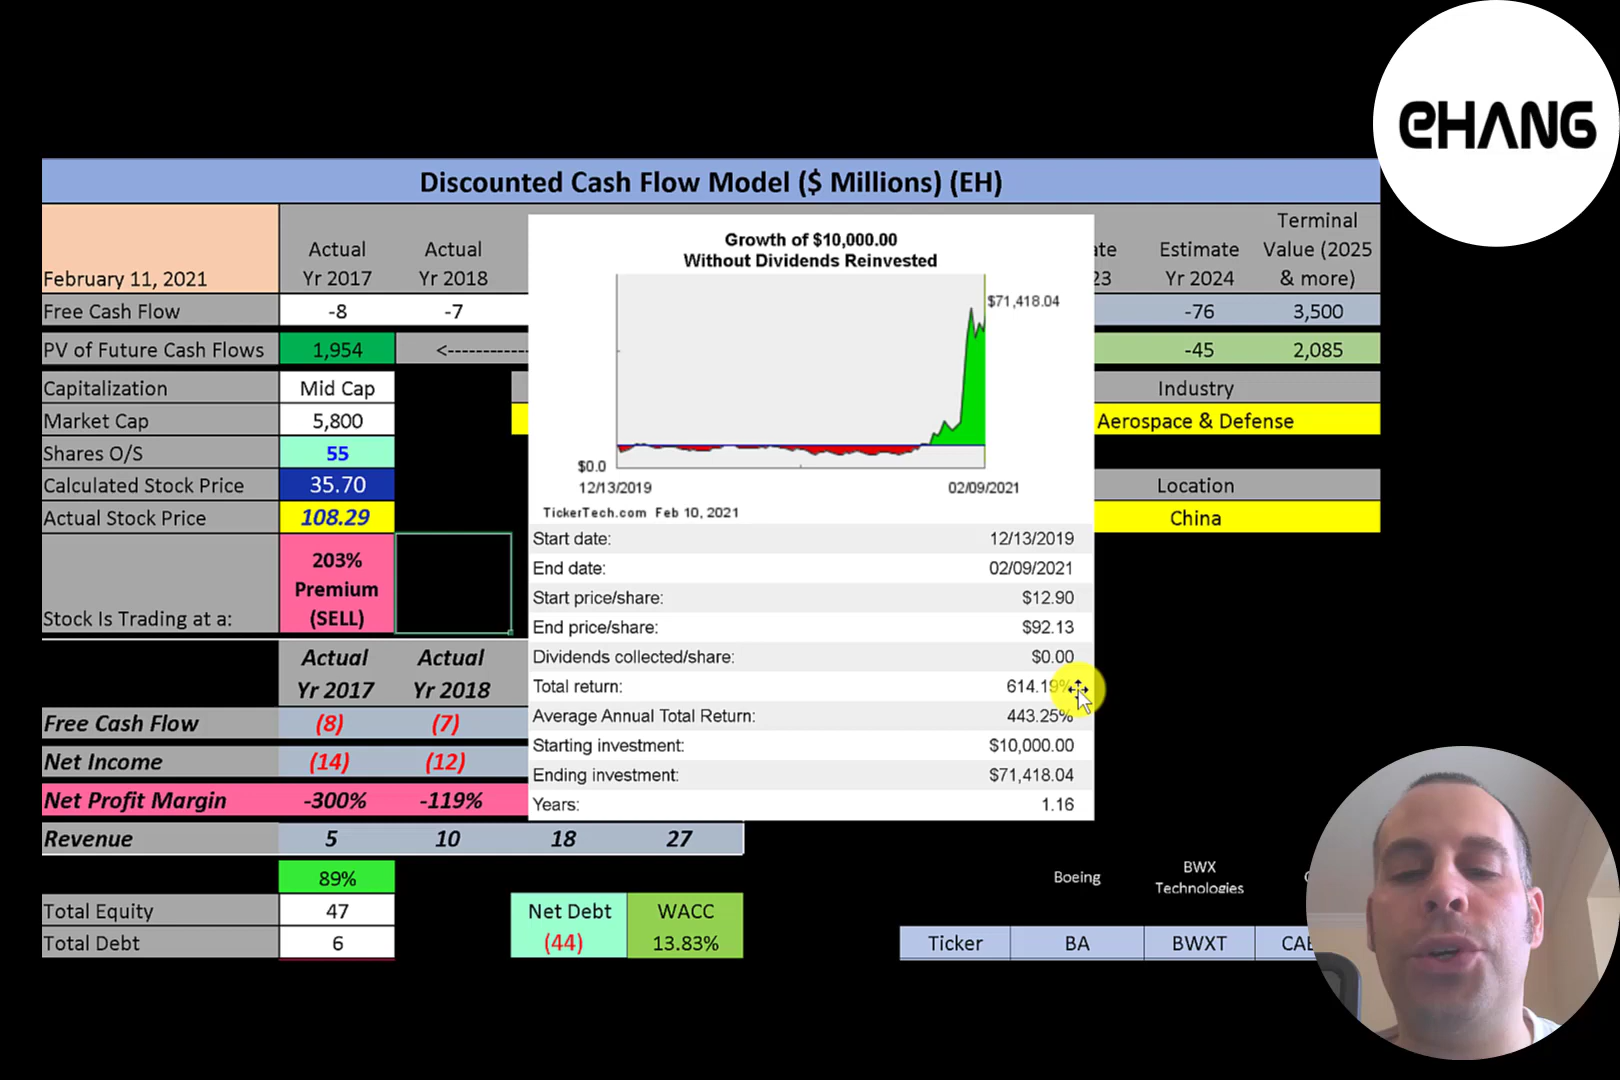 eHANG
Discounted Cash Flow Model ($ Millions) (EH)
February 11, 2021
Actual
Yr 2017
Actual
Yr 2018
Estimate
Yr 2024
Terminal
Value (2025
& more)
Free Cash Flow -8 -7 -76 3,500
PV of Future Cash Flows 1,954 <---------- -45 2,085
Capitalization Mid Cap Industry
Market Cap 5,800 Aerospace & Defense
Shares O/S 55
Calculated Stock Price 35.70 Location
Actual Stock Price 108.29 China
Stock Is Trading at a:
203%
Premium
(SELL)
Growth of $10,000.00
Without Dividends Reinvested
$71,418.04
$0.0
12/13/2019 02/09/2021
TickerTech.com Feb 10, 2021
Start date: 12/13/2019
End date: 02/09/2021
Start price/share: $12.90
End price/share: $92.13
Dividends collected/share: $0.00
Total return: 614.19%
Average Annual Total Return: 443.25%
Starting investment: $10,000.00
Ending investment: $71,418.04
Years: 1.16
Actual Actual
Yr 2017 Yr 2018
Free Cash Flow (8) (7)
Net Income (14) (12)
Net Profit Margin -300% -119%
Revenue 5 10 18 27
89%
Total Equity 47
Total Debt 6
Net Debt WACC
(44) 13.83%
Boeing
BWX
Technologies
Ticker BA BWXT